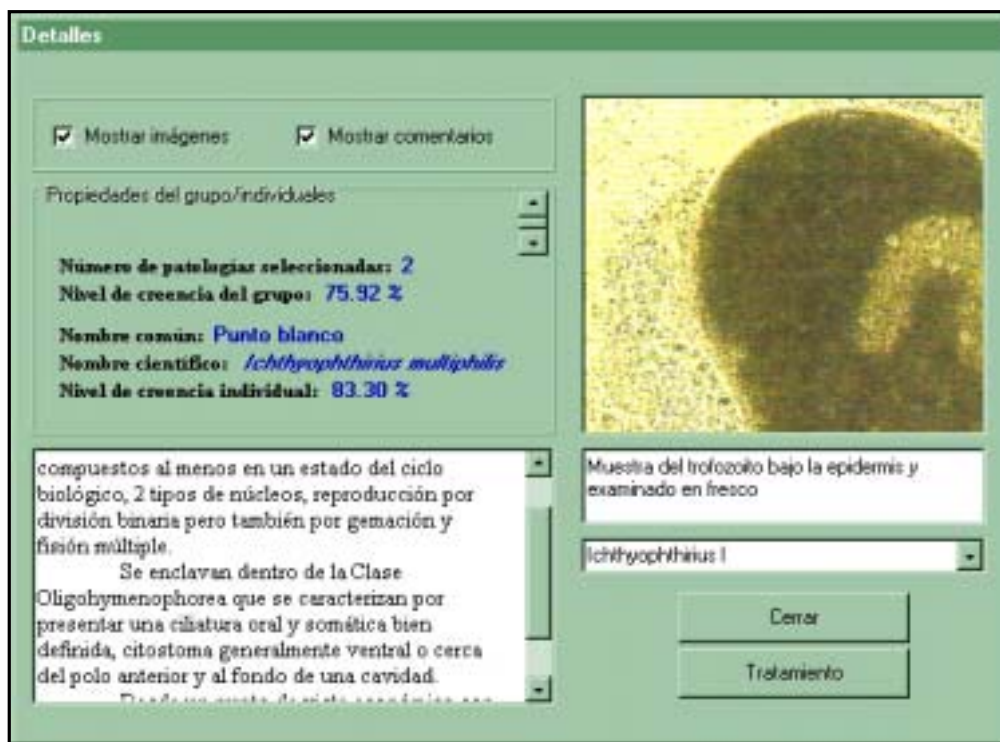 Detalles
Mostrar imágenes
Mostrar comentarios
Propiedades del grupo/individuales
Número de patologías seleccionadas: 2
Nivel de creencia del grupo: 75.92 %
Nombre común: Punto blanco
Nombre científico: Ichthyophthirius multiphilis
Nivel de creencia individual: 83.30 %
compuestos al menos en un estado del ciclo
biológico, 2 tipos de núcleos, reproducción por
división binaria pero también por gemación y
fisión múltiple.
Se enclavan dentro de la Clase
Oligohymenophorea que se caracterizan por
presentar una ciliatura oral y somática bien
definida, citostoma generalmente ventral o cerca
del polo anterior y al fondo de una cavidad.
Muestra del trofozoito bajo la epidermis y
examinado en fresco
Ichthyophthirius I
Cerrar
Tratamiento